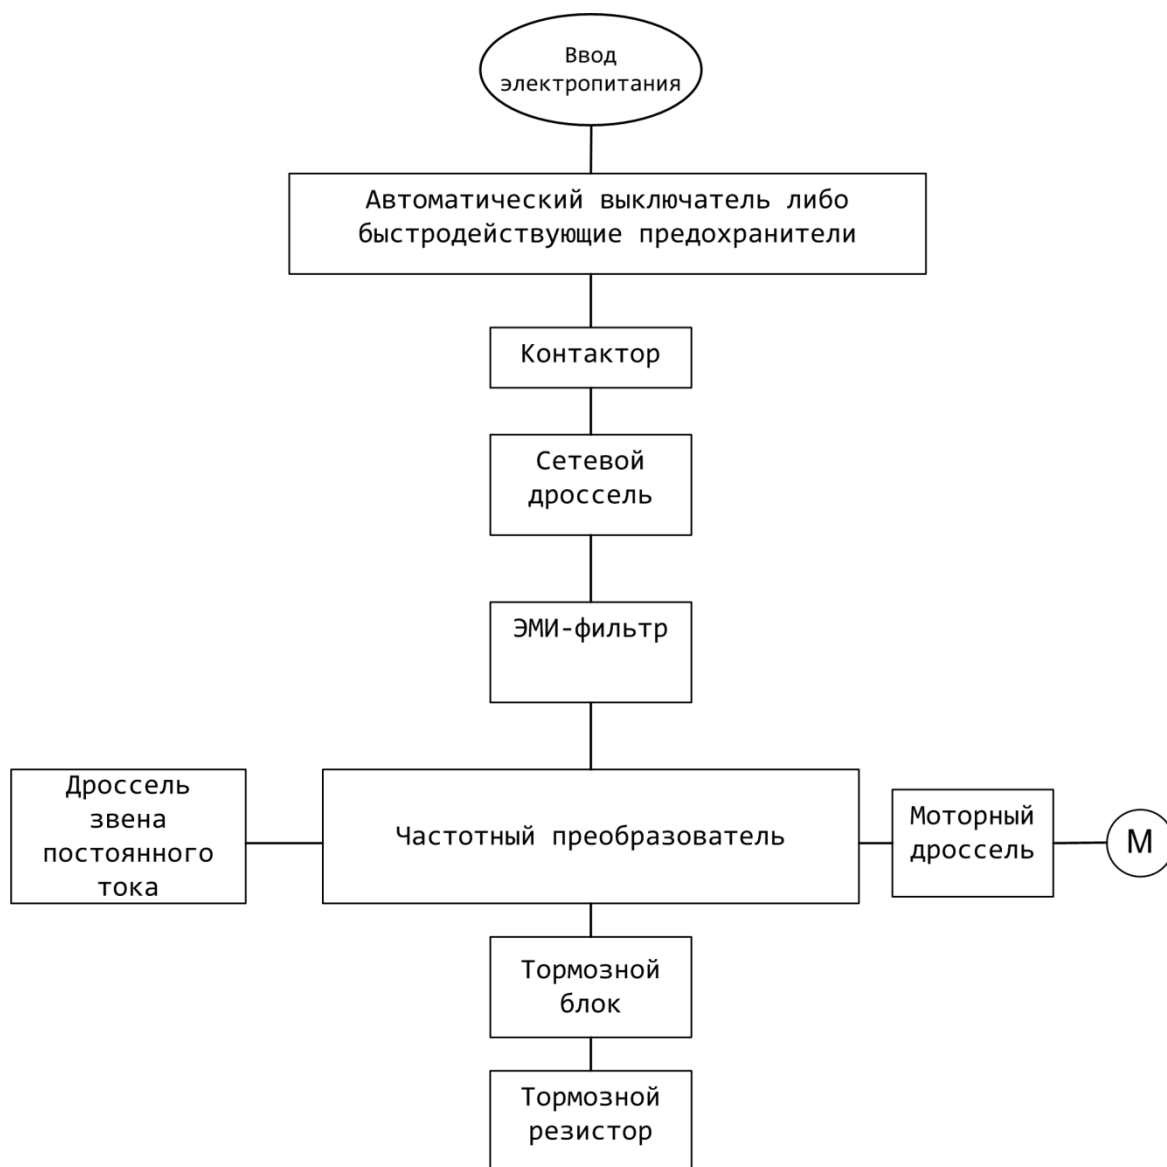 Ввод
электропитания
Автоматический выключатель либо
быстродействующие предохранители
Контактор
Сетевой
дроссель
ЭМИ-фильтр
Дроссель
звена
постоянного
тока
Частотный преобразователь
Моторный
дроссель
М
Тормозной
блок
Тормозной
резистор